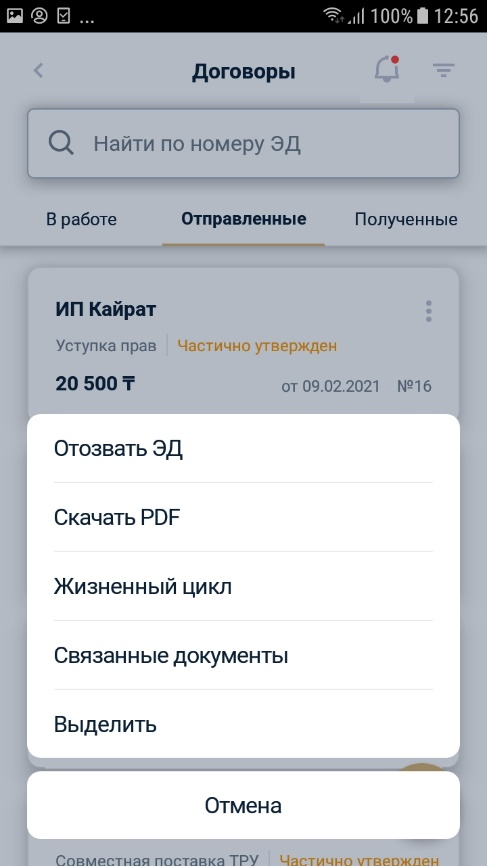 ... 100% 12:56
Договоры
Найти по номеру ЭД
В работе Отправленные Полученные
ИП Кайрат
Уступка прав Частично утвержден
20 500 ₸ от 09.02.2021 №16
Отозвать ЭД
Скачать PDF
Жизненный цикл
Связанные документы
Выделить
Отмена
Совместная поставка ТРУ Частично утвержден